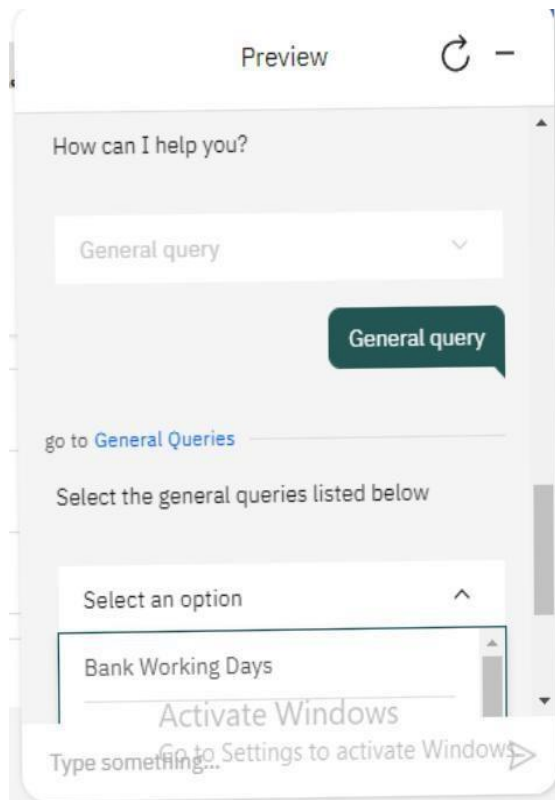 Preview
How can I help you?
General query
General query
go to General Queries
Select the general queries listed below
Select an option
Bank Working Days
Activate Windows
Go to Settings to activate Windows.
Type something...